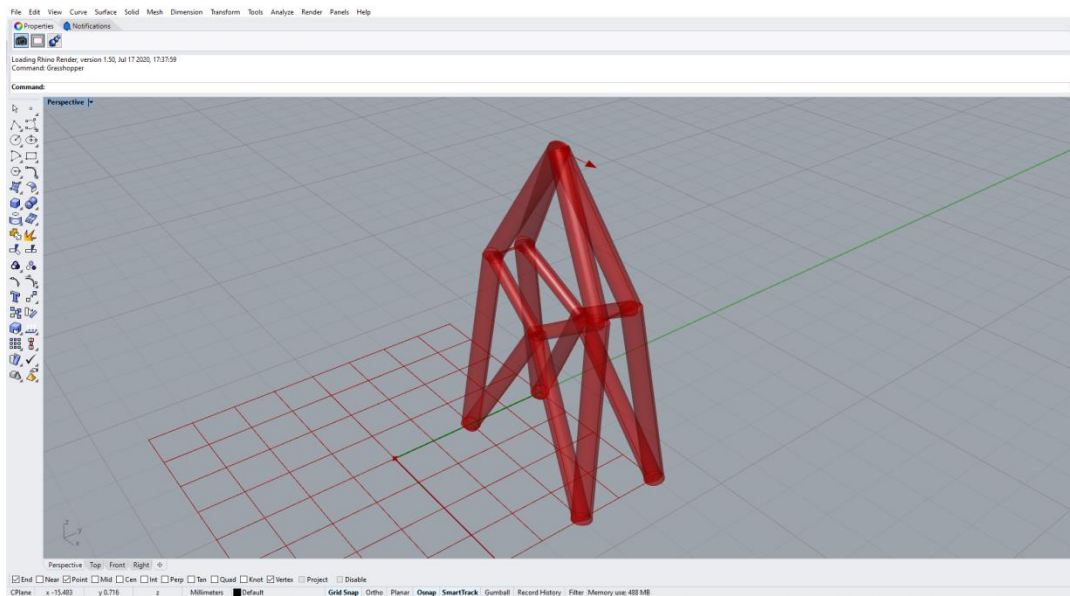 File Edit View Curve Surface Solid Mesh Dimension Transform Tools Analyze Render Panels Help
Properties Notifications
Loading Rhino Render, version 1.50, Jul 17 2020, 17:37:59
Command: Grasshopper
Command:
Perspective
z
y
x
Perspective Top Front Right
End Near Point Mid Cen Int Perp Tan Quad Knot Vertex Project Disable
CPlane x -15.483 y 0.716 z Millimeters Default Grid Snap Ortho Planar Osnap SmartTrack Gumball Record History Filter Memory use: 488 MB